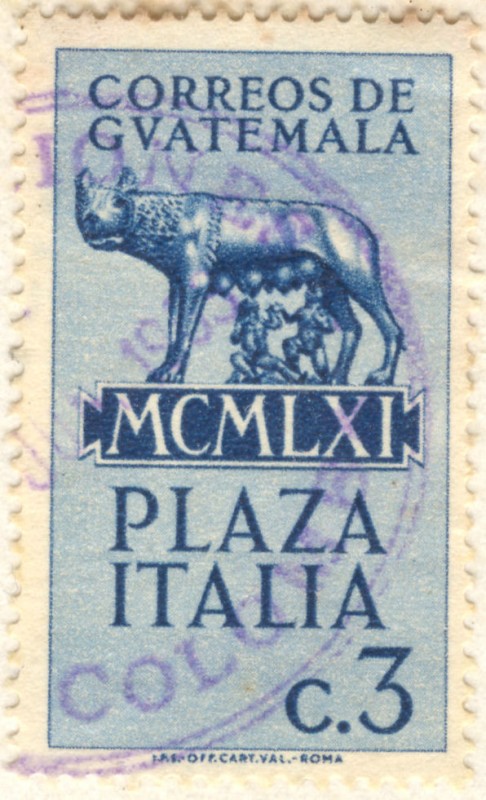 CORREOS DE
GVATEMALA
MCMLXI
PLAZA
ITALIA
c.3